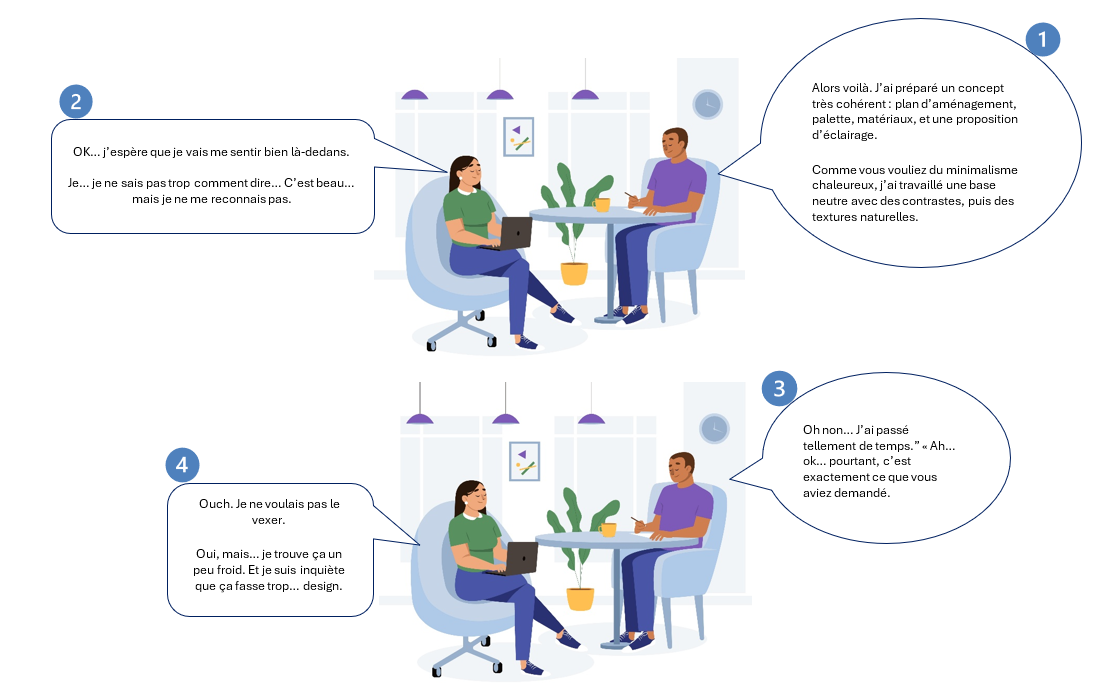 1
Alors voilà. J’ai préparé un concept
très cohérent : plan d’aménagement,
palette, matériaux, et une proposition
d’éclairage.
Comme vous vouliez du minimalisme
chaleureux, j’ai travaillé une base
neutre avec des contrastes, puis des
textures naturelles.
2
OK… j’espère que je vais me sentir bien là-dedans.
Je… je ne sais pas trop comment dire… C’est beau…
mais je ne me reconnais pas.
3
Oh non… J’ai passé
tellement de temps.” « Ah…
ok… pourtant, c’est
exactement ce que vous
aviez demandé.
4
Ouch. Je ne voulais pas le
vexer.
Oui, mais… je trouve ça un
peu froid. Et je suis inquiète
que ça fasse trop… design.